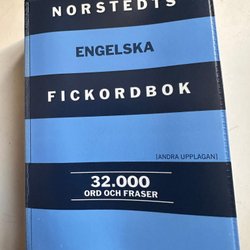 NORSTEDTS
ENGELSKA
FICKORDBOK
[ANDRA UPPLAGAN]
32.000
ORD OCH FRASER